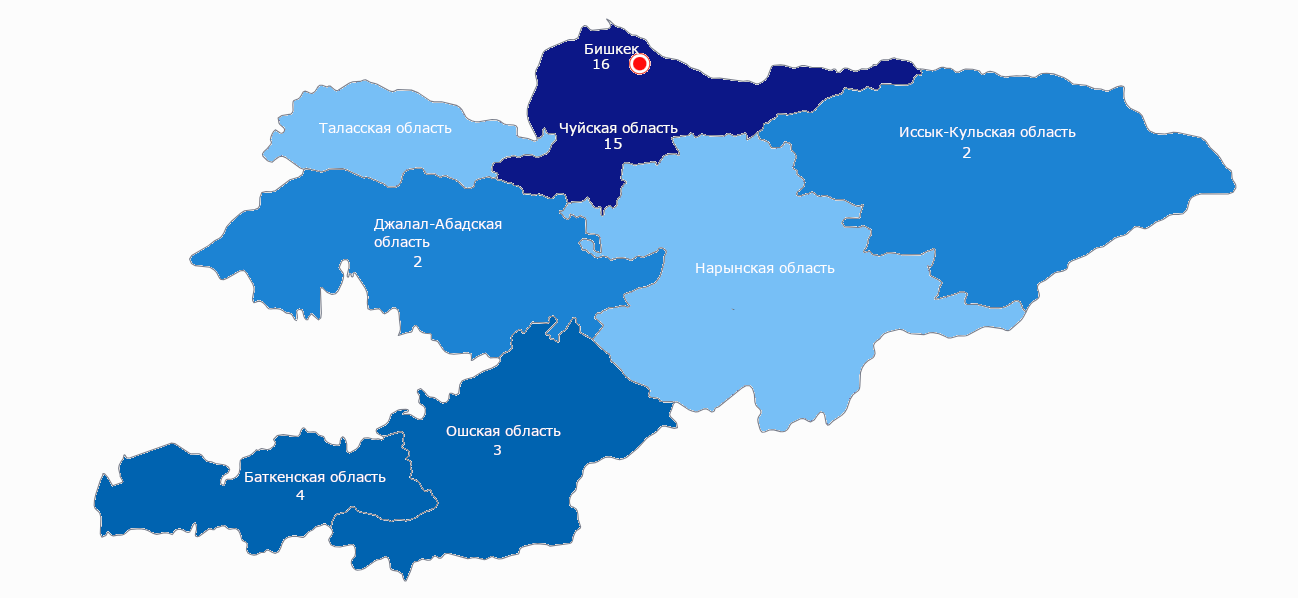 Бишкек
16
Таласская область
Чуйская область
15
Иссык-Кульская область
2
Джалал-Абадская
область
2
Нарынская область
Ошская область
3
Баткенская область
4